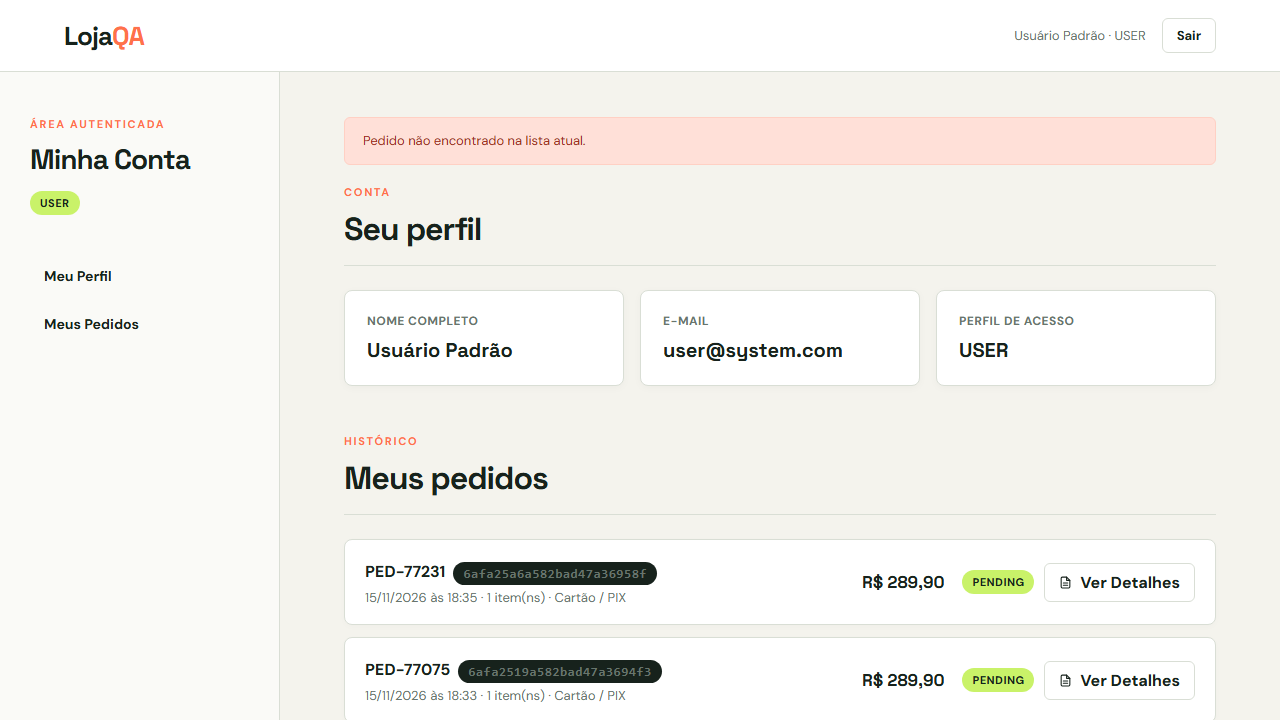 LojaQA
Usuário Padrão · USER
Sair
ÁREA AUTENTICADA
Minha Conta
USER
Meu Perfil
Meus Pedidos
Pedido não encontrado na lista atual.
CONTA
Seu perfil
NOME COMPLETO
Usuário Padrão
E-MAIL
user@system.com
PERFIL DE ACESSO
USER
HISTÓRICO
Meus pedidos
PED-77231 6afa25a6a582bad47a36958f
15/11/2026 às 18:35 · 1 item(ns) · Cartão / PIX
R$ 289,90 PENDING Ver Detalhes
PED-77075 6afa2519a582bad47a3694f3
15/11/2026 às 18:33 · 1 item(ns) · Cartão / PIX
R$ 289,90 PENDING Ver Detalhes